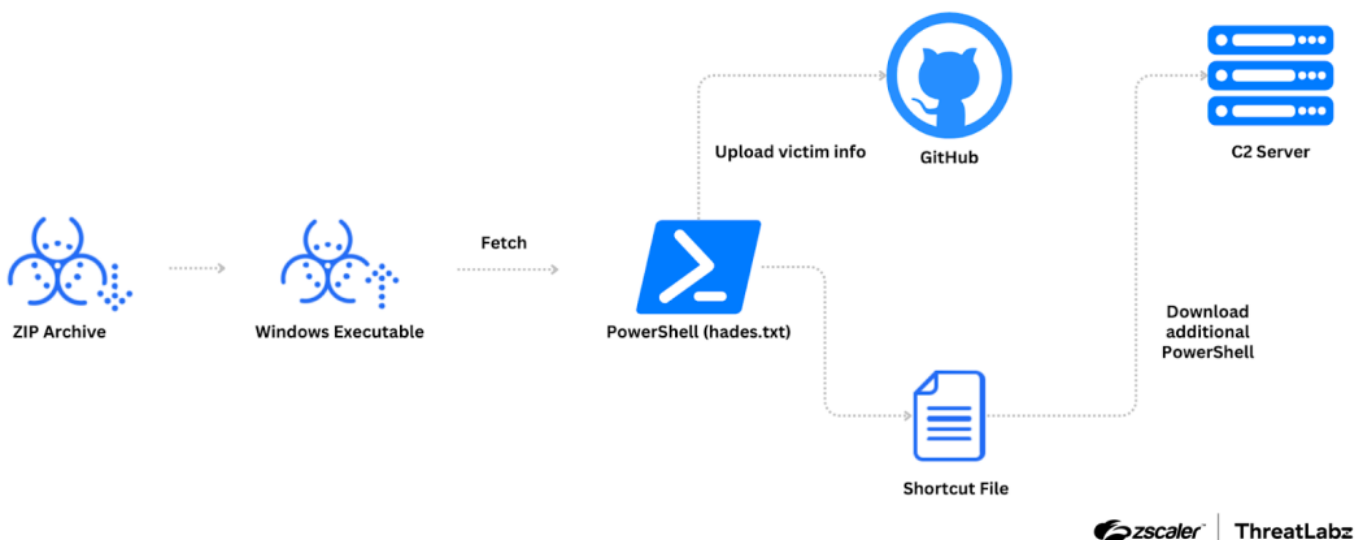 Upload victim info
GitHub
C2 Server
Fetch
ZIP Archive
Windows Executable
PowerShell (hades.txt)
Download
additional
PowerShell
Shortcut File
zscaler™ | ThreatLabz